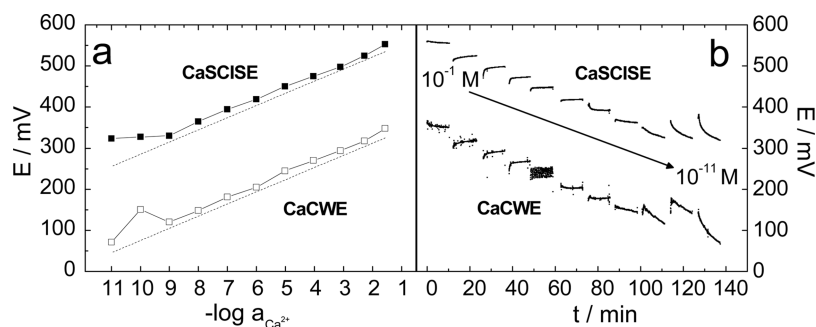 a
b
CaSCISE
CaCWE
E / mV
600
500
400
300
200
100
0
11 10 9 8 7 6 5 4 3 2 1
-log a Ca²⁺
CaSCISE
10⁻¹ M
10⁻¹¹ M
CaCWE
0 20 40 60 80 100 120 140
t / min
600
500
400
300
200
100
0
E / mV